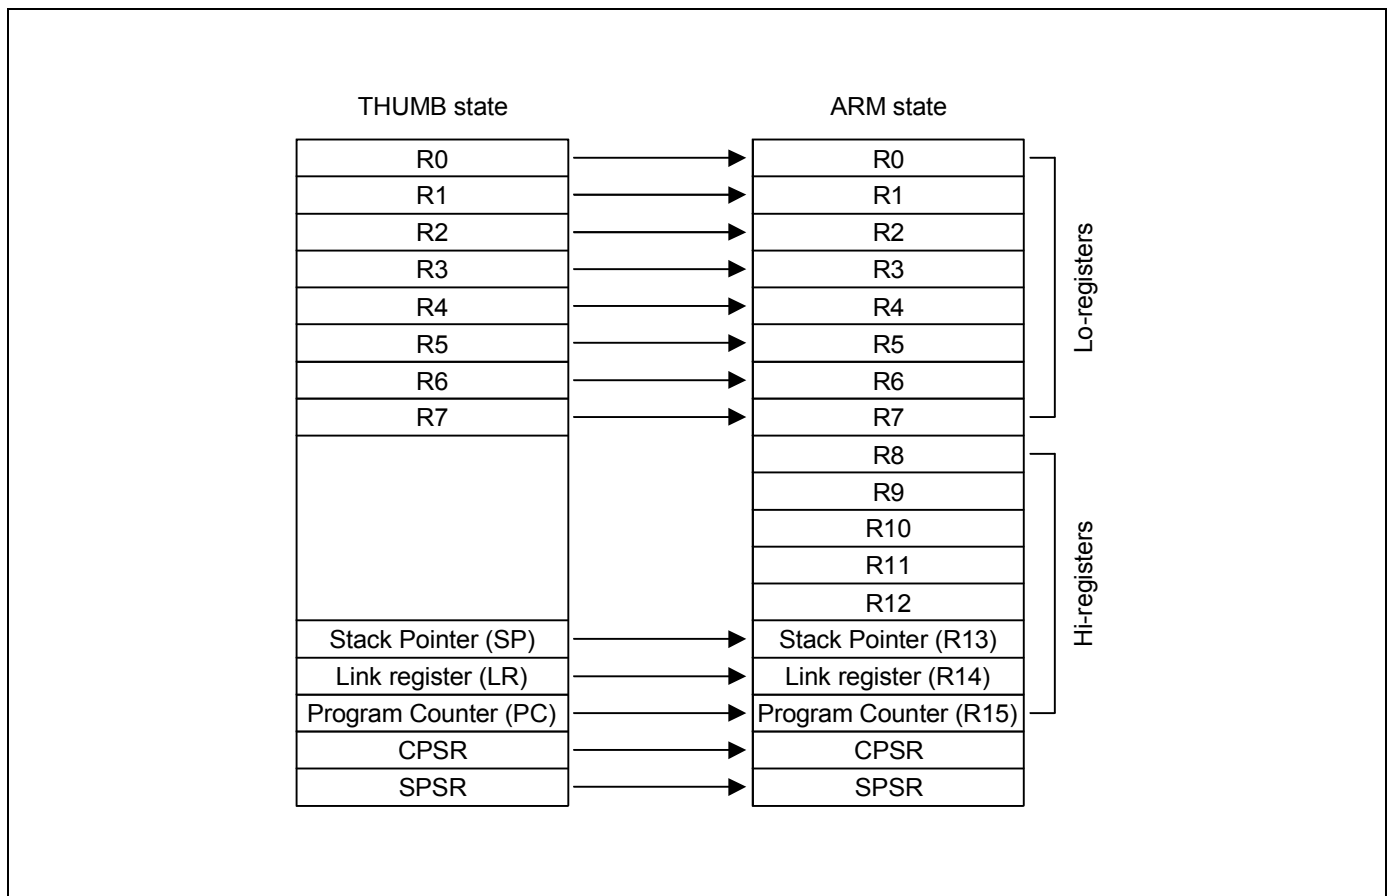 THUMB state
R0
R1
R2
R3
R4
R5
R6
R7
Stack Pointer (SP)
Link register (LR)
Program Counter (PC)
CPSR
SPSR
ARM state
R0
R1
R2
R3
R4
R5
R6
R7
R8
R9
R10
R11
R12
Stack Pointer (R13)
Link register (R14)
Program Counter (R15)
CPSR
SPSR
Lo-registers
Hi-registers